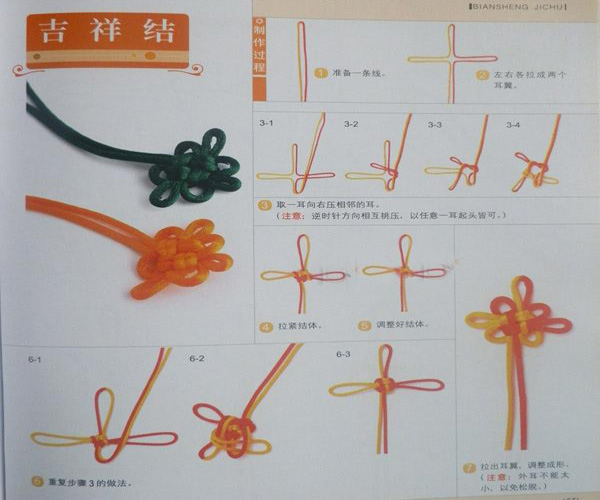 BIANSHENG JICHU
吉祥结
制作过程
1 准备一条线。
2 左右各拉成两个
耳翼。
3-1
3-2
3-3
3-4
3 取一耳向右压相邻的耳。
（注意：逆时针方向相互挑压，以任意一耳起头皆可。）
4 拉紧结体。
5 调整好结体。
6-1
6-2
6-3
6 重复步骤3的做法。
7 拉出耳翼，调整成形。
（注意：外耳不能太
小，以免松脱。）